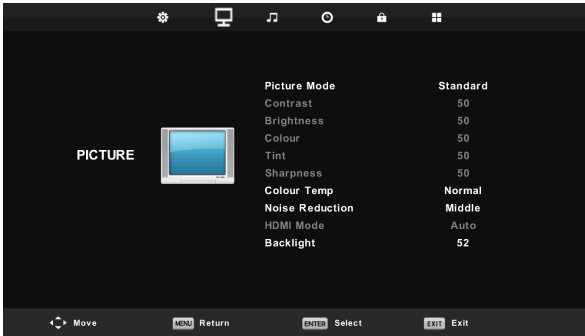 Picture Mode Standard
Contrast 50
Brightness 50
Colour 50
Tint 50
PICTURE
Sharpness 50
Colour Temp Normal
Noise Reduction Middle
HDMI Mode Auto
Backlight 52
Move MENU Return ENTER Select EXIT Exit